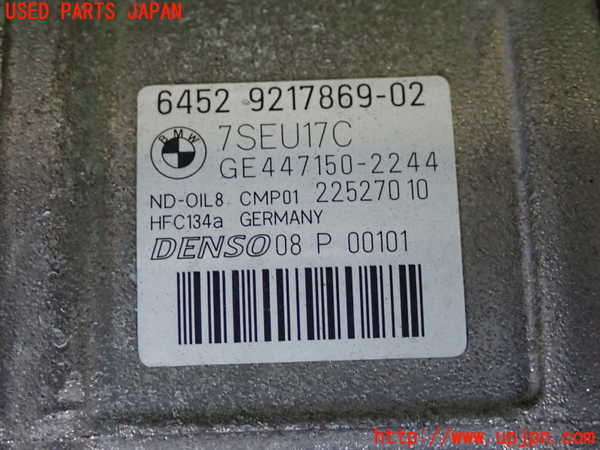 USED PARTS JAPAN
6452 9217869-02
BMW
7SEU17C
GE447150-2244
ND-OIL8 CMP01 22527010
HFC134a GERMANY
DENSO 08 P 00101
http://www.upjpn.com